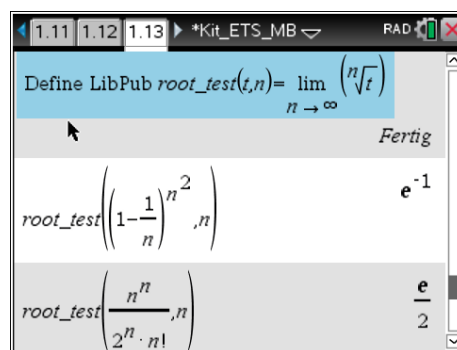 1.11 1.12 1.13 *Kit_ETS_MB RAD
Define LibPub root_test(t,n)= lim n→∞ (ⁿ√t)
Fertig
root_test((1-1/n)^n^2,n) e^-1
root_test(n^n/(2^n·n!),n) e/2